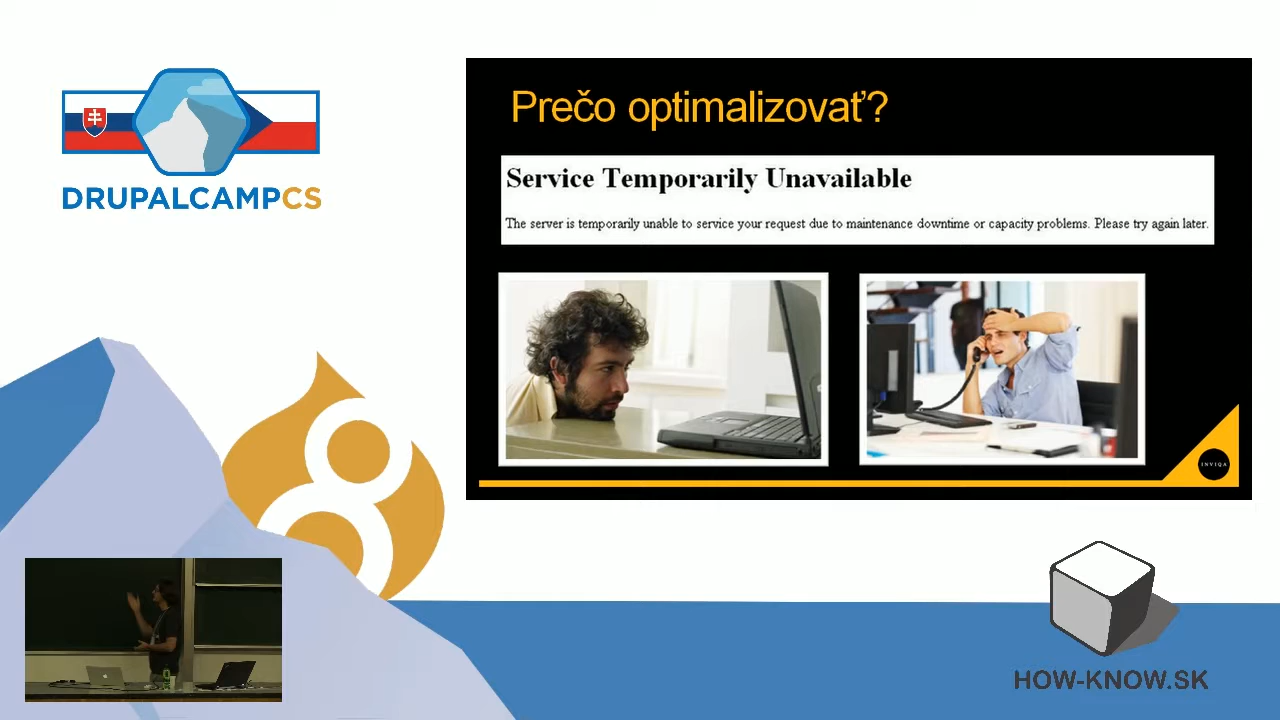 DRUPALCAMPCS
Prečo optimalizovať?
Service Temporarily Unavailable
The server is temporarily unable to service your request due to maintenance downtime or capacity problems. Please try again later.
INVIQA
8
HOW-KNOW.SK